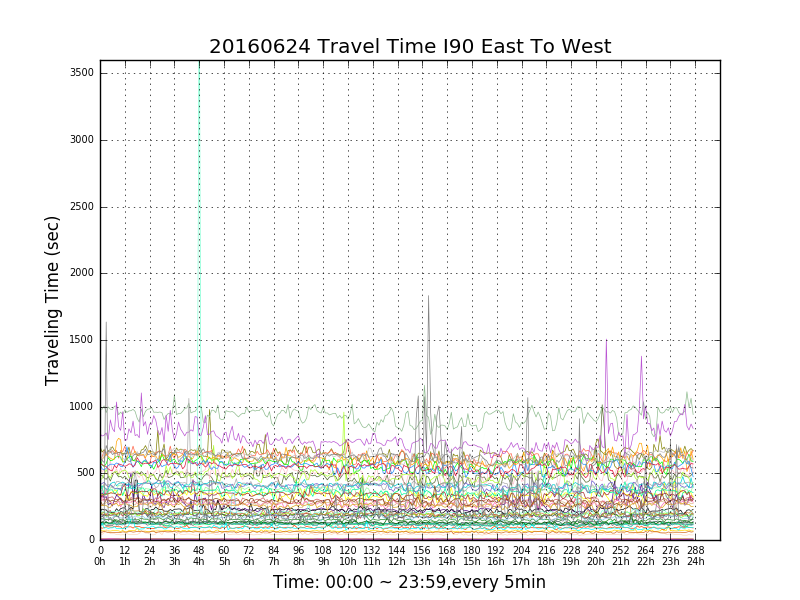 20160624 Travel Time I90 East To West
Traveling Time (sec)
3500
3000
2500
2000
1500
1000
500
0
0 12 24 36 48 60 72 84 96 108 120 132 144 156 168 180 192 204 216 228 240 252 264 276 288
0h 1h 2h 3h 4h 5h 6h 7h 8h 9h 10h 11h 12h 13h 14h 15h 16h 17h 18h 19h 20h 21h 22h 23h 24h
Time: 00:00 ~ 23:59,every 5min